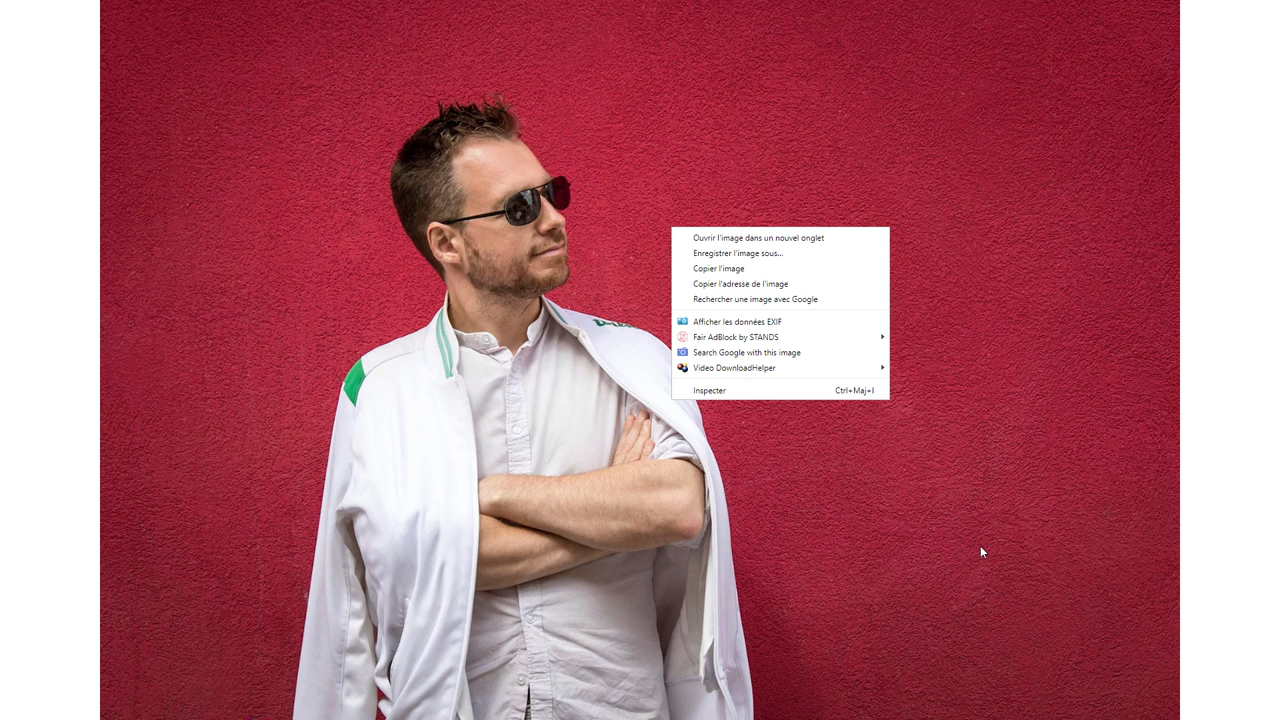 Ouvrir l'image dans un nouvel onglet
Enregistrer l'image sous...
Copier l'image
Copier l'adresse de l'image
Rechercher une image avec Google
Afficher les données EXIF
Fair AdBlock by STANDS
Search Google with this image
Video DownloadHelper
Inspecter Ctrl+Maj+I